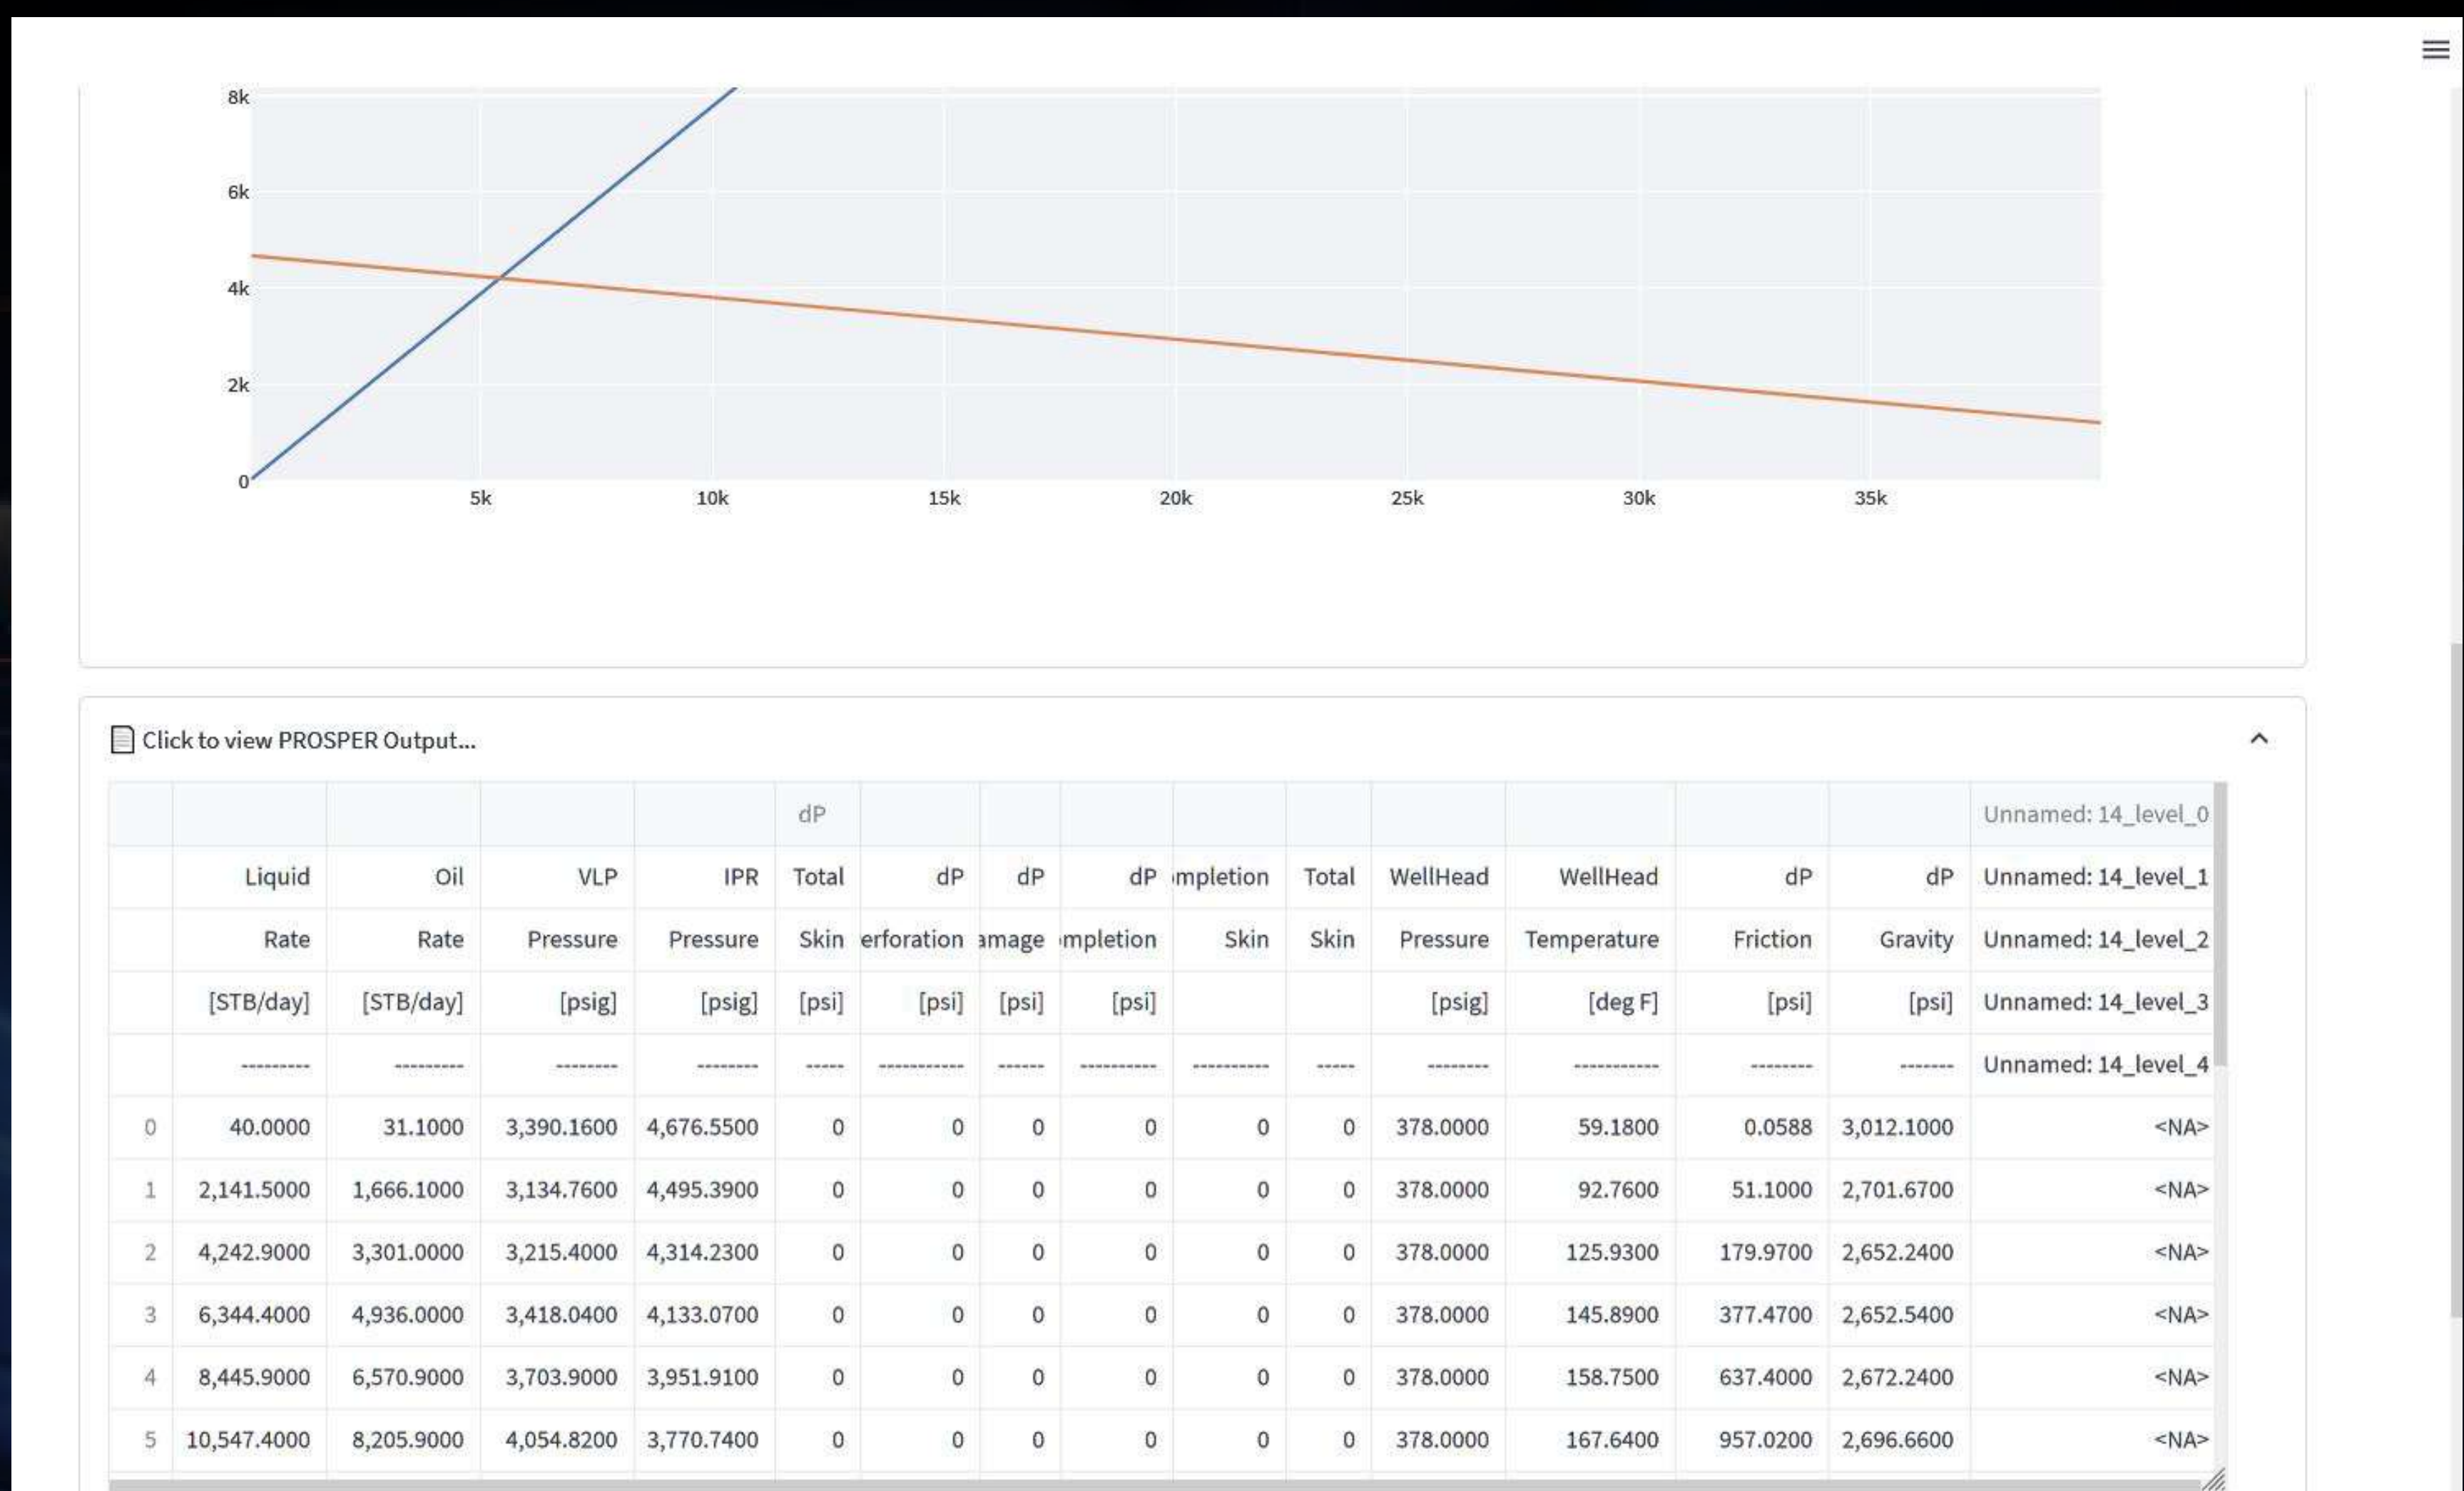 8k
6k
4k
2k
0
5k 10k 15k 20k 25k 30k 35k
Click to view PROSPER Output...
dP Unnamed: 14_level_0
Liquid Oil VLP IPR Total dP dP dP mpletion Total WellHead WellHead dP dP Unnamed: 14_level_1
Rate Rate Pressure Pressure Skin erforation amage mpletion Skin Skin Pressure Temperature Friction Gravity Unnamed: 14_level_2
[STB/day] [STB/day] [psig] [psig] [psi] [psi] [psi] [psi] [psig] [deg F] [psi] [psi] Unnamed: 14_level_3
--------- --------- -------- -------- ----- ----------- ------ ---------- ---------- ----- -------- ----------- -------- ------- Unnamed: 14_level_4
0 40.0000 31.1000 3,390.1600 4,676.5500 0 0 0 0 0 0 378.0000 59.1800 0.0588 3,012.1000 <NA>
1 2,141.5000 1,666.1000 3,134.7600 4,495.3900 0 0 0 0 0 0 378.0000 92.7600 51.1000 2,701.6700 <NA>
2 4,242.9000 3,301.0000 3,215.4000 4,314.2300 0 0 0 0 0 0 378.0000 125.9300 179.9700 2,652.2400 <NA>
3 6,344.4000 4,936.0000 3,418.0400 4,133.0700 0 0 0 0 0 0 378.0000 145.8900 377.4700 2,652.5400 <NA>
4 8,445.9000 6,570.9000 3,703.9000 3,951.9100 0 0 0 0 0 0 378.0000 158.7500 637.4000 2,672.2400 <NA>
5 10,547.4000 8,205.9000 4,054.8200 3,770.7400 0 0 0 0 0 0 378.0000 167.6400 957.0200 2,696.6600 <NA>